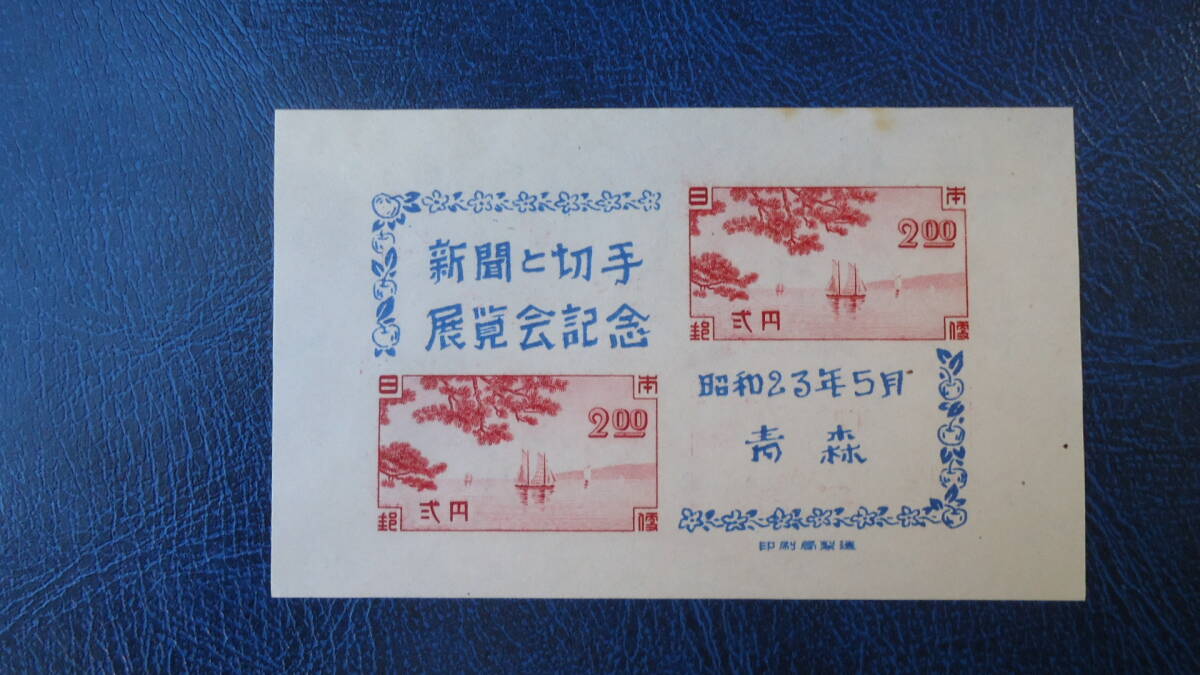 新聞と切手
展覧会記念
日本
2.00
弐円
郵便
昭和23年5月
青森
日本
2.00
弐円
郵便
印刷局製造